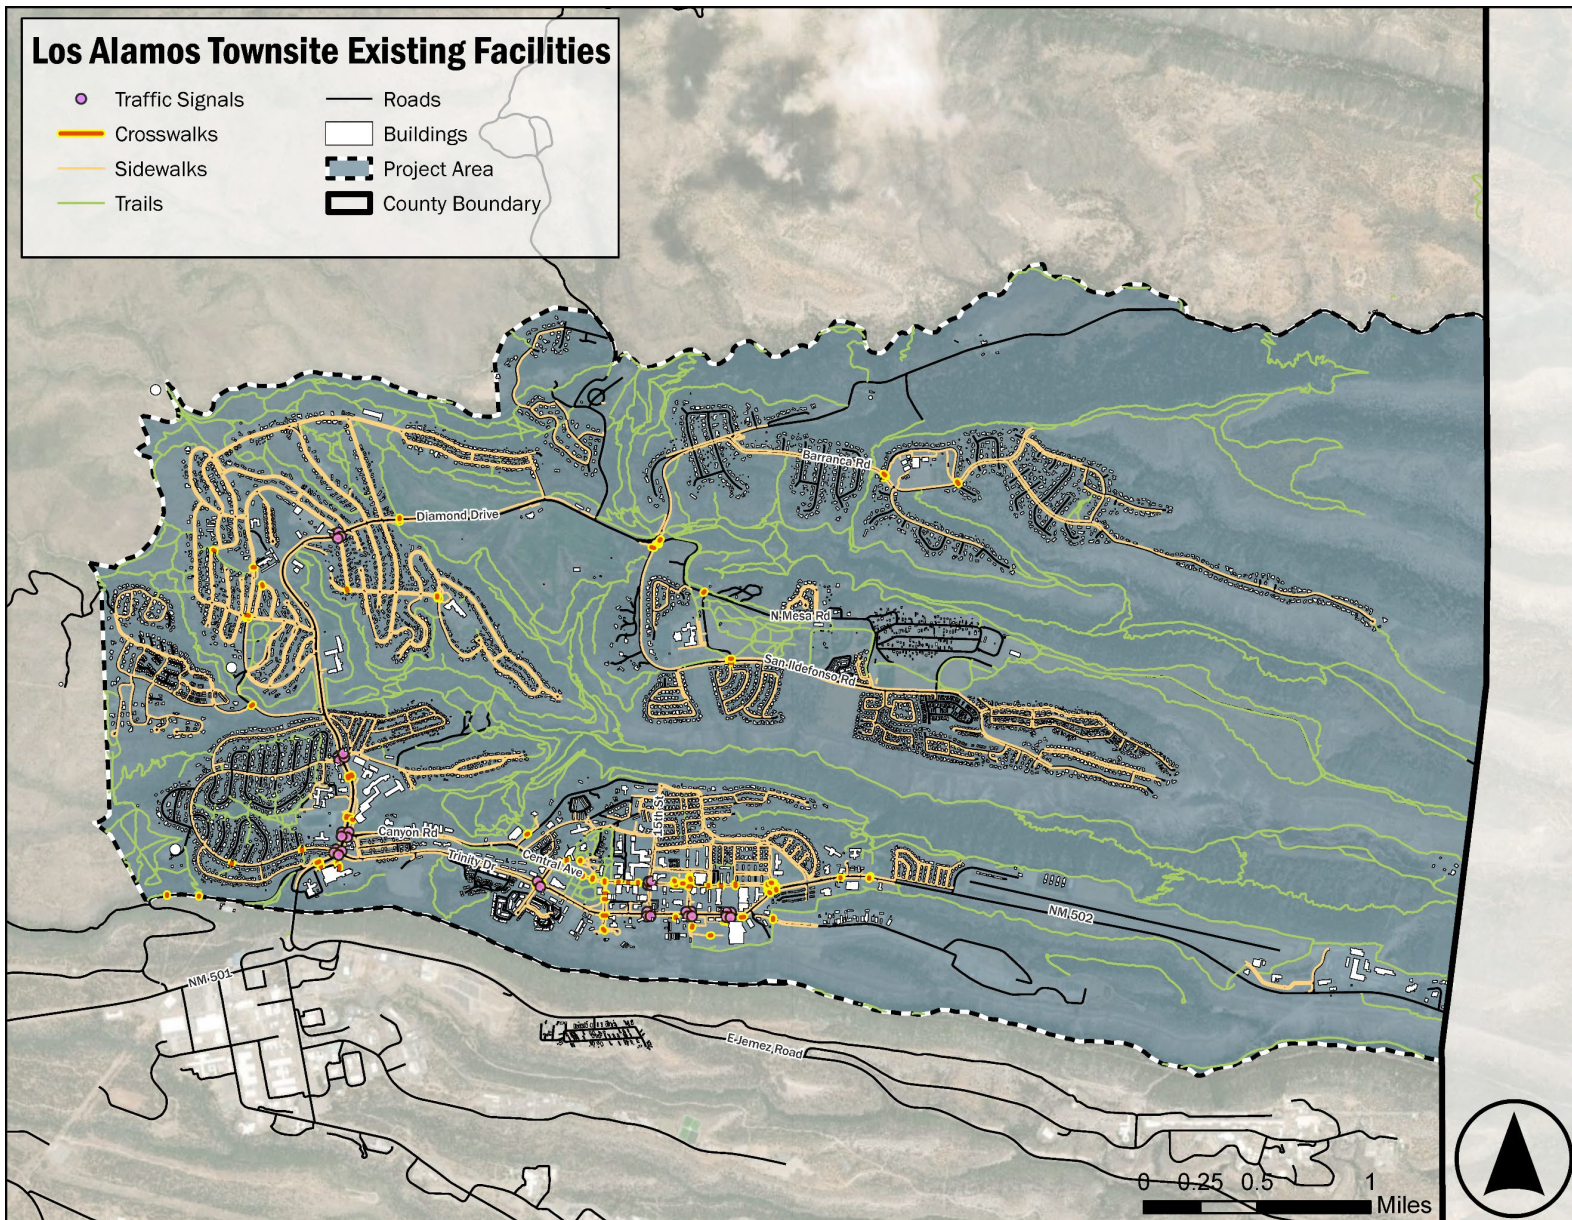 Los Alamos Townsite Existing Facilities
Traffic Signals
Crosswalks
Sidewalks
Trails
Roads
Buildings
Project Area
County Boundary
Barranca Rd
Diamond Drive
N Mesa Rd
San Ildefonso Rd
15th St
Canyon Rd
Trinity Dr
Central Ave
NM 502
NM 501
E Jemez Road
0 0.25 0.5 1
Miles